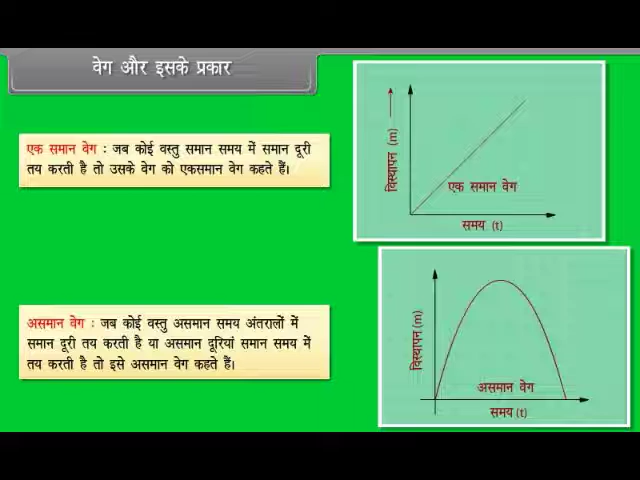 वेग और इसके प्रकार
एक समान वेग : जब कोई वस्तु समान समय में समान दूरी
तय करती है तो उसके वेग को एकसमान वेग कहते हैं।
विस्थापन (m)
एक समान वेग
समय (t)
असमान वेग : जब कोई वस्तु असमान समय अंतरालों में
समान दूरी तय करती है या असमान दूरियां समान समय में
तय करती है तो इसे असमान वेग कहते हैं।
विस्थापन (m)
असमान वेग
समय (t)